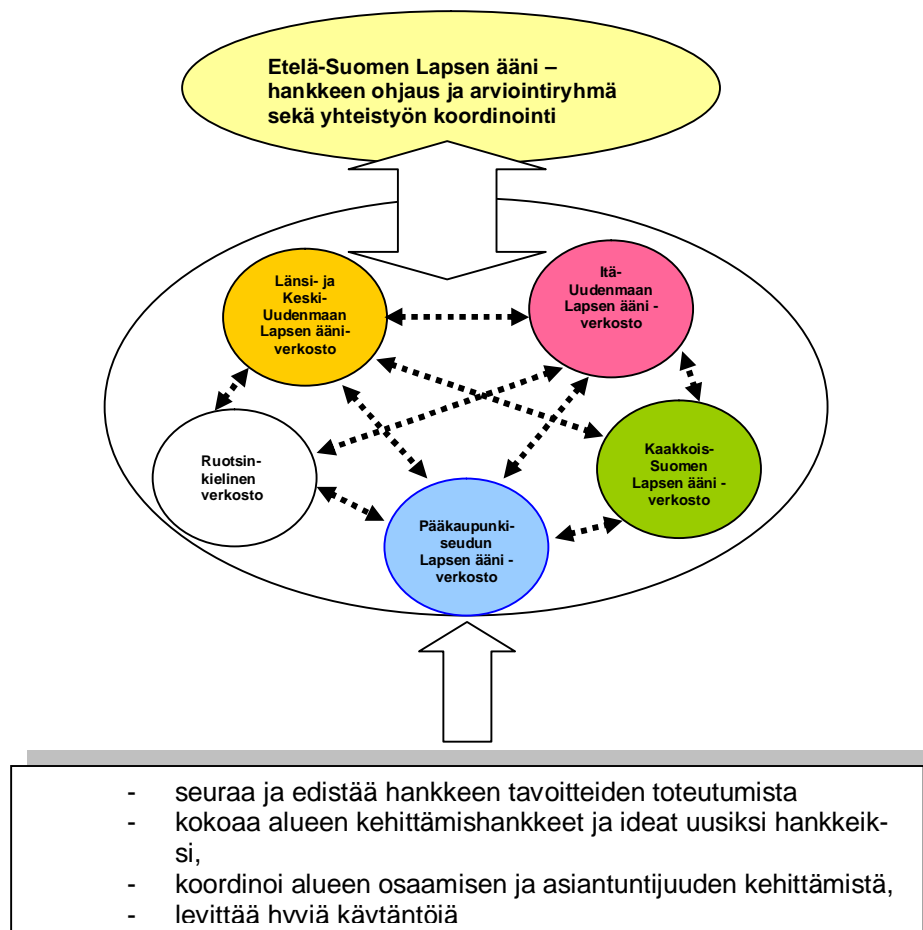 Etelä-Suomen Lapsen ääni –
hankkeen ohjaus ja arviointiryhmä
sekä yhteistyön koordinointi
Länsi- ja
Keski-
Uudenmaan
Lapsen ääni-
verkosto
Itä-
Uudenmaan
Lapsen ääni -
verkosto
Ruotsin-
kielinen
verkosto
Kaakkois-
Suomen
Lapsen ääni -
verkosto
Pääkaupunki-
seudun
Lapsen ääni -
verkosto
- seuraa ja edistää hankkeen tavoitteiden toteutumista
- kokoaa alueen kehittämishankkeet ja ideat uusiksi hankkeik-
si,
- koordinoi alueen osaamisen ja asiantuntijuuden kehittämistä,
- levittää hyviä käytäntöjä